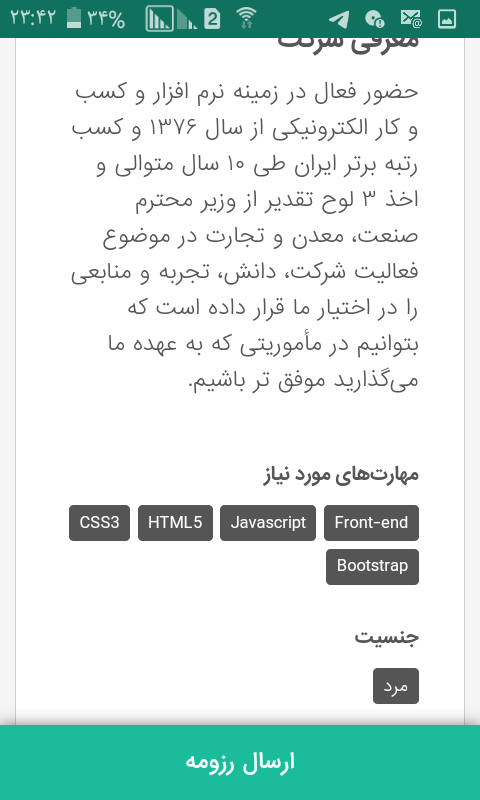 ۲۳:۴۲ ۳۴% 2
معرفی شرکت
حضور فعال در زمینه نرم افزار و کسب
و کار الکترونیکی از سال ۱۳۷۶ و کسب
رتبه برتر ایران طی ۱۰ سال متوالی و
اخذ ۳ لوح تقدیر از وزیر محترم
صنعت، معدن و تجارت در موضوع
فعالیت شرکت، دانش، تجربه و منابعی
را در اختیار ما قرار داده است که
بتوانیم در مأموریتی که به عهده ما
می‌گذارید موفق تر باشیم.
مهارت‌های مورد نیاز
Front-end Javascript HTML5 CSS3
Bootstrap
جنسیت
مرد
ارسال رزومه